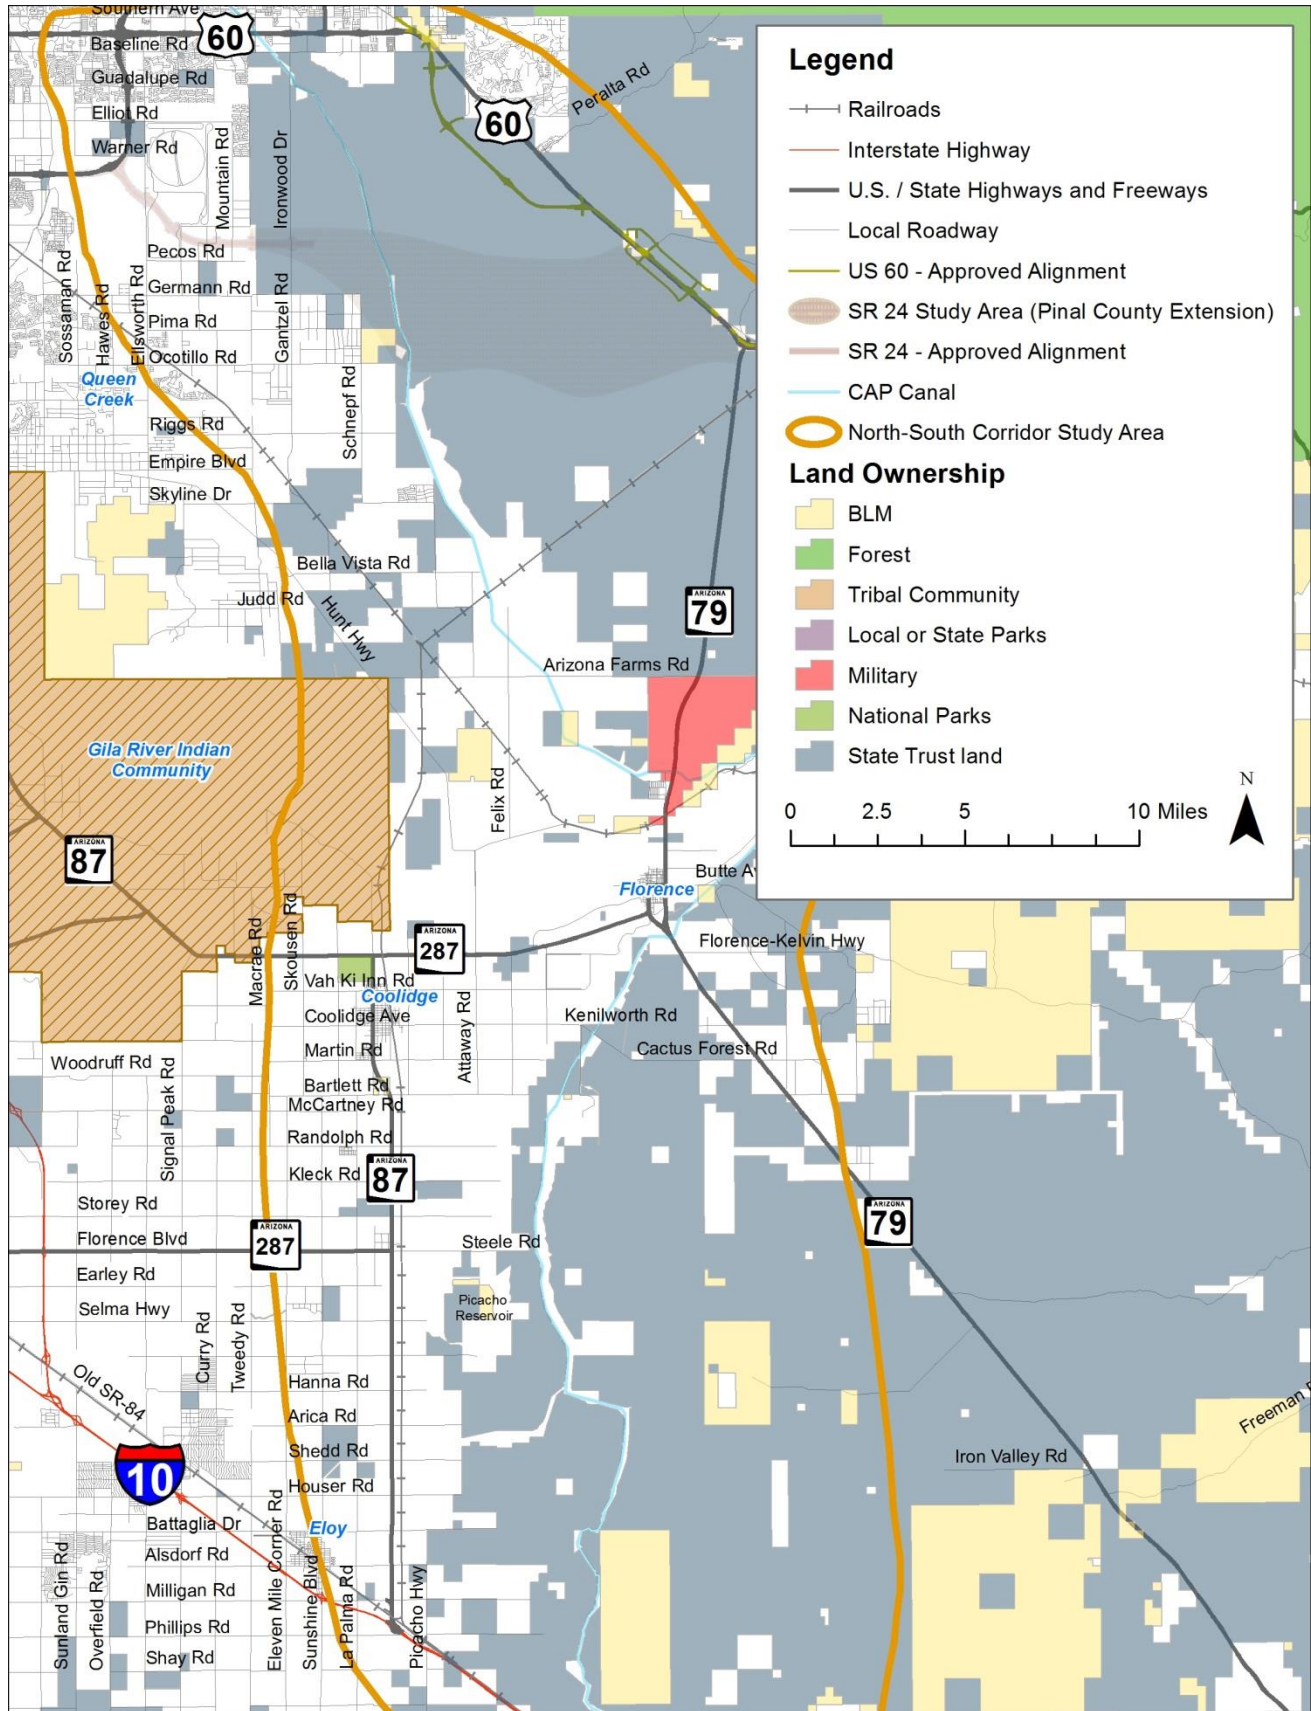 Southern Ave
Baseline Rd
60
Guadalupe Rd
Elliot Rd
Warner Rd
60
Peralta Rd
Mountain Rd
Ironwood Dr
Pecos Rd
Germann Rd
Pima Rd
Ocotillo Rd
Sossaman Rd
Hawes Rd
Ellsworth Rd
Gantzel Rd
Queen
Creek
Riggs Rd
Schnepf Rd
Empire Blvd
Skyline Dr
Bella Vista Rd
Judd Rd
Hunt Hwy
ARIZONA
79
Arizona Farms Rd
Gila River Indian
Community
Felix Rd
ARIZONA
87
Butte
Florence
Macrae Rd
Skousen Rd
ARIZONA
287
Florence-Kelvin Hwy
Vah Ki Inn Rd
Coolidge
Coolidge Ave
Attaway Rd
Kenilworth Rd
Martin Rd
Cactus Forest Rd
Woodruff Rd
Signal Peak Rd
Bartlett Rd
McCartney Rd
Randolph Rd
Kleck Rd
ARIZONA
87
Storey Rd
Florence Blvd
ARIZONA
287
Steele Rd
ARIZONA
79
Earley Rd
Selma Hwy
Picacho
Reservoir
Curry Rd
Tweedy Rd
Old SR-84
Hanna Rd
Arica Rd
Shedd Rd
Houser Rd
Freeman
Iron Valley Rd
10
Battaglia Dr
Eloy
Alsdorf Rd
Milligan Rd
Phillips Rd
Shay Rd
Sunland Gin Rd
Overfield Rd
Eleven Mile Corner Rd
Sunshine Blvd
La Palma Rd
Picacho Hwy
Legend
Railroads
Interstate Highway
U.S. / State Highways and Freeways
Local Roadway
US 60 - Approved Alignment
SR 24 Study Area (Pinal County Extension)
SR 24 - Approved Alignment
CAP Canal
North-South Corridor Study Area
Land Ownership
BLM
Forest
Tribal Community
Local or State Parks
Military
National Parks
State Trust land
N
0 2.5 5 10 Miles